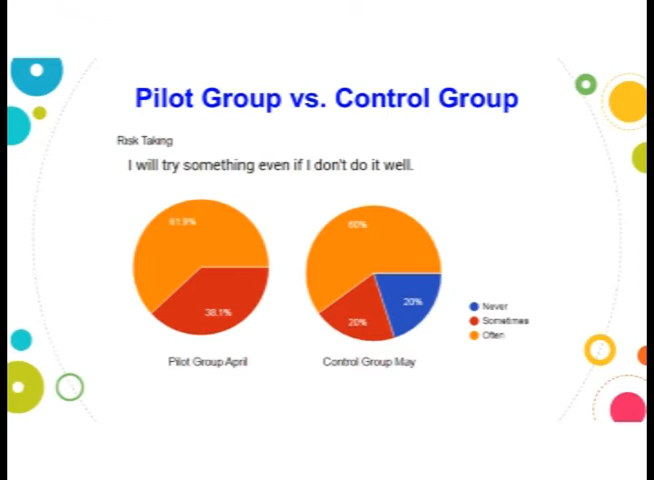 Pilot Group vs. Control Group
Risk Taking
I will try something even if I don't do it well.
61.9%
38.1%
60%
20%
20%
Never
Sometimes
Often
Pilot Group April
Control Group May